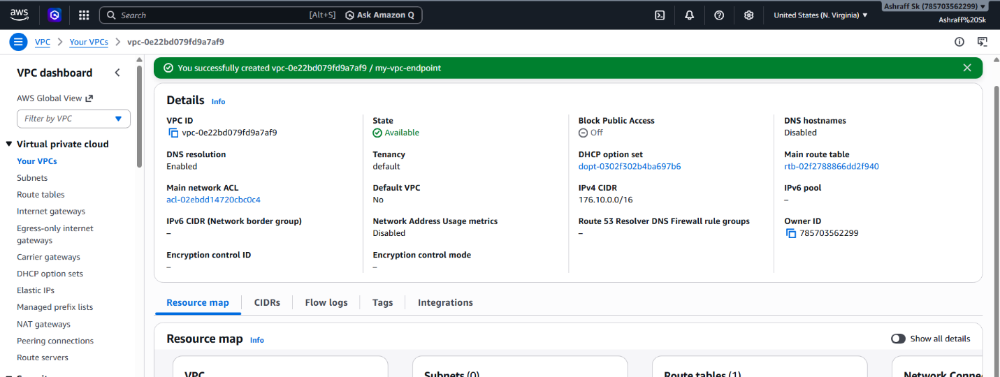 aws
Search [Alt+S] Ask Amazon Q
United States (N. Virginia)
Ashraff Sk (785703562299)
Ashraff%20Sk
VPC
Your VPCs
vpc-0e22bd079fd9a7af9
VPC dashboard
AWS Global View
Filter by VPC
Virtual private cloud
Your VPCs
Subnets
Route tables
Internet gateways
Egress-only internet
gateways
Carrier gateways
DHCP option sets
Elastic IPs
Managed prefix lists
NAT gateways
Peering connections
Route servers
You successfully created vpc-0e22bd079fd9a7af9 / my-vpc-endpoint
Details Info
VPC ID
vpc-0e22bd079fd9a7af9
State
Available
Block Public Access
Off
DNS hostnames
Disabled
DNS resolution
Enabled
Tenancy
default
DHCP option set
dopt-0302f302b4ba697b6
Main route table
rtb-02f2788866dd2f940
Main network ACL
acl-02ebdd14720cbc0c4
Default VPC
No
IPv4 CIDR
176.10.0.0/16
IPv6 pool
–
IPv6 CIDR (Network border group)
–
Network Address Usage metrics
Disabled
Route 53 Resolver DNS Firewall rule groups
–
Owner ID
785703562299
Encryption control ID
–
Encryption control mode
–
Resource map CIDRs Flow logs Tags Integrations
Resource map Info
Show all details
VPC
Subnets (0)
Route tables (1)
Network Conne